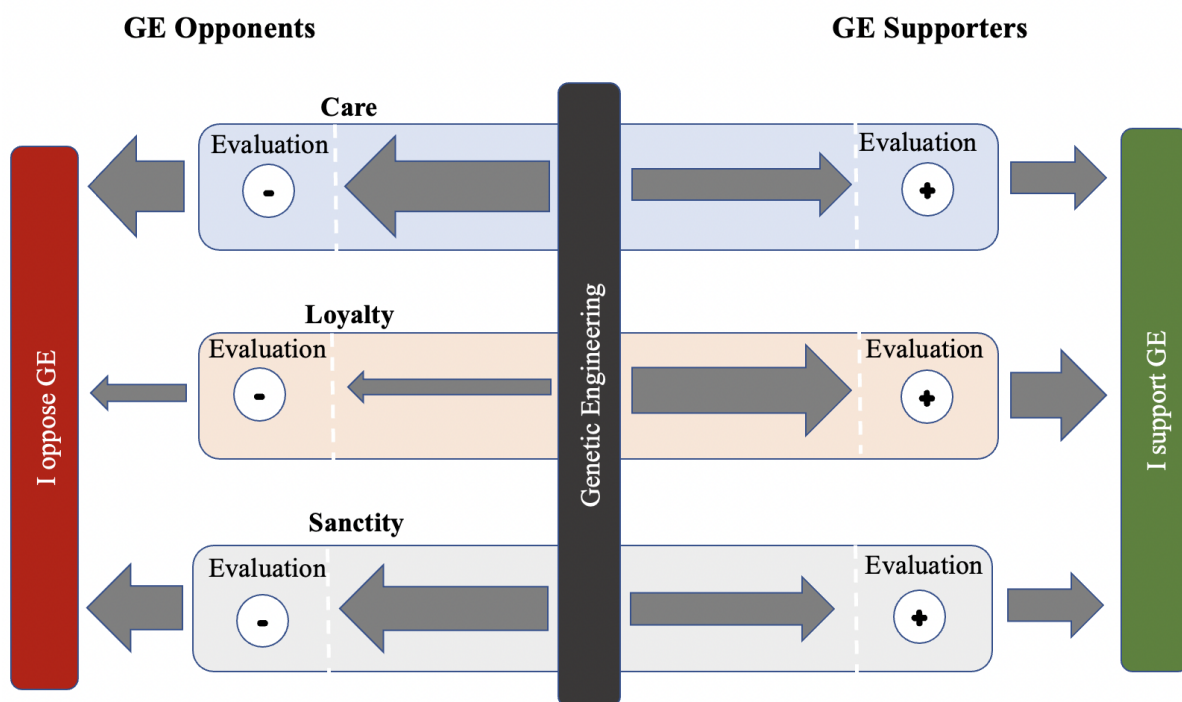 GE Opponents
GE Supporters
Care
Evaluation
-
Evaluation
+
Loyalty
Evaluation
-
Evaluation
+
Sanctity
Evaluation
-
Evaluation
+
I oppose GE
Genetic Engineering
I support GE